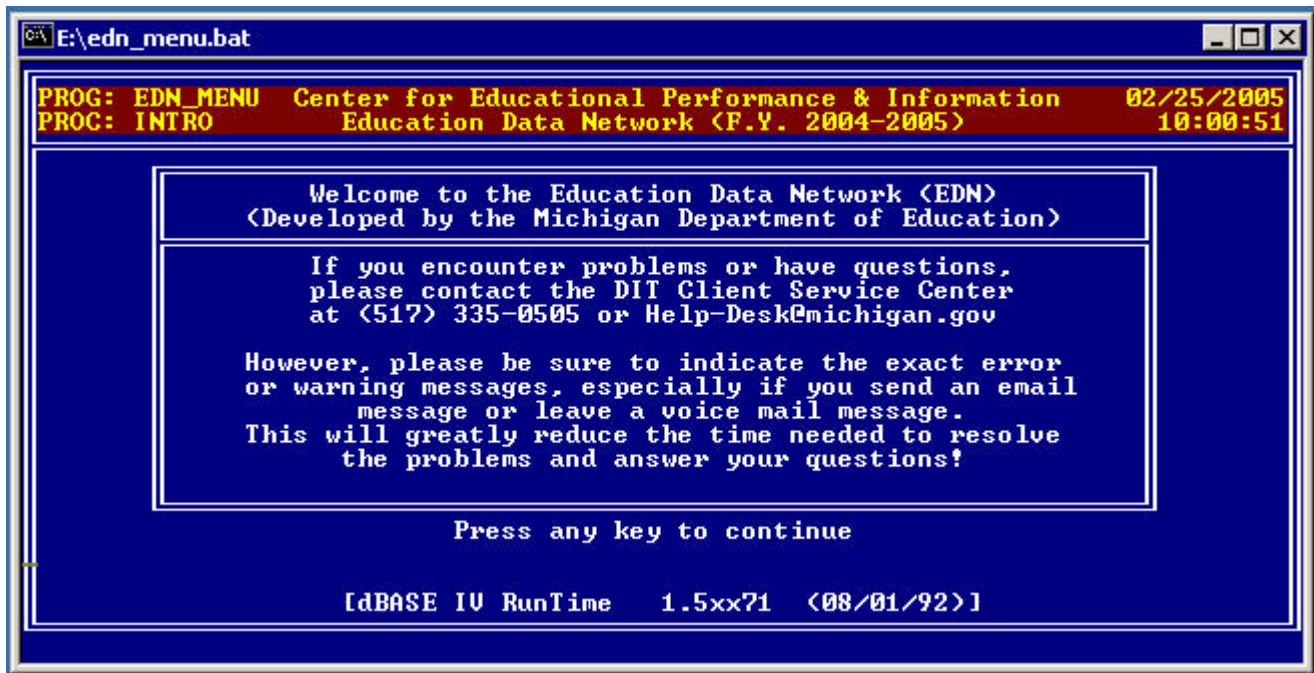 E:\edn_menu.bat
PROG: EDN_MENU Center for Educational Performance & Information 02/25/2005
PROC: INTRO Education Data Network (F.Y. 2004-2005) 10:00:51
Welcome to the Education Data Network (EDN)
(Developed by the Michigan Department of Education)
If you encounter problems or have questions,
please contact the DIT Client Service Center
at (517) 335-0505 or Help-Desk@michigan.gov
However, please be sure to indicate the exact error
or warning messages, especially if you send an email
message or leave a voice mail message.
This will greatly reduce the time needed to resolve
the problems and answer your questions!
Press any key to continue
[dBASE IV RunTime 1.5xx71 (08/01/92)]